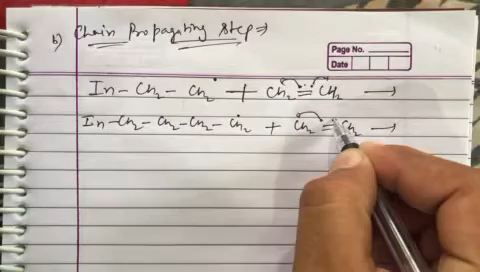 b) Chain Propagating Step ⇒
Page No.
Date
In - CH2 - CH2• + CH2 = CH2 →
In - CH2 - CH2 - CH2 - CH2• + CH2 = CH2 →